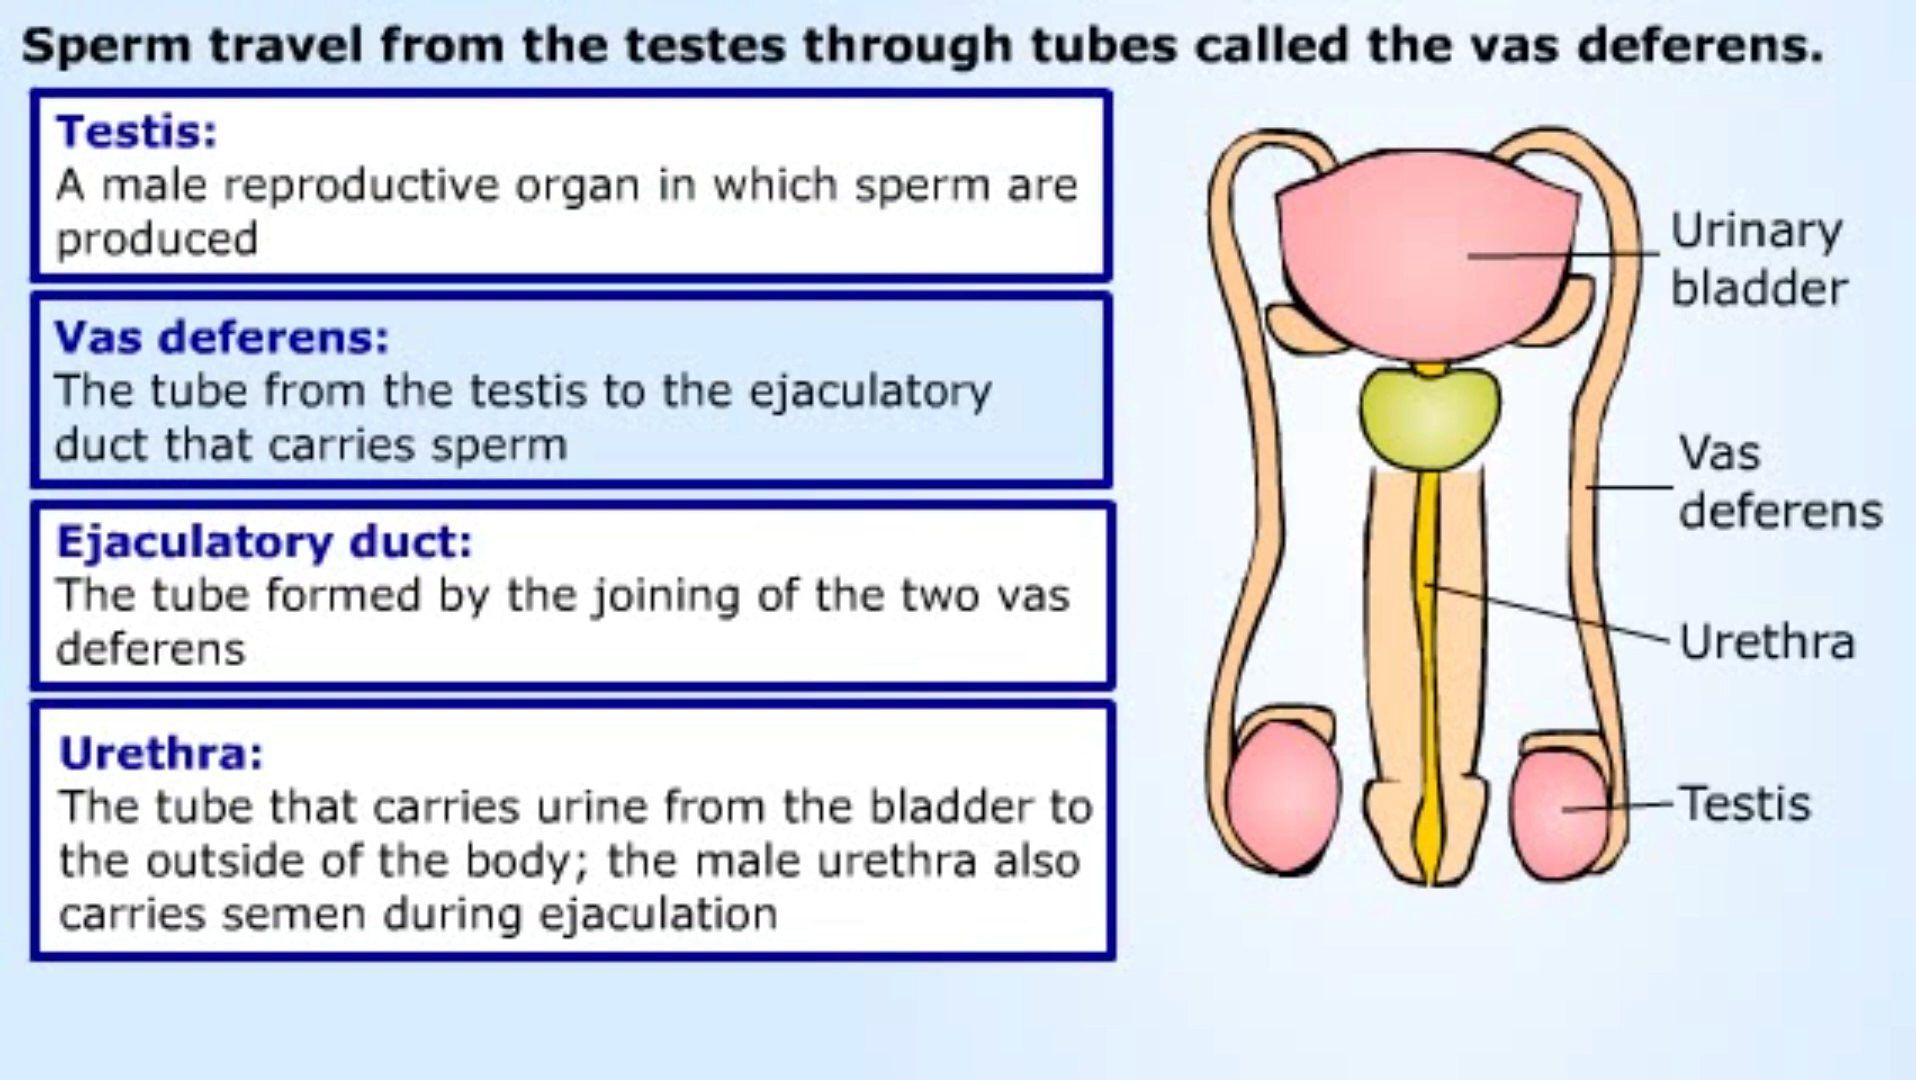 Sperm travel from the testes through tubes called the vas deferens.
Testis:
A male reproductive organ in which sperm are
produced
Vas deferens:
The tube from the testis to the ejaculatory
duct that carries sperm
Ejaculatory duct:
The tube formed by the joining of the two vas
deferens
Urethra:
The tube that carries urine from the bladder to
the outside of the body; the male urethra also
carries semen during ejaculation
Urinary
bladder
Vas
deferens
Urethra
Testis